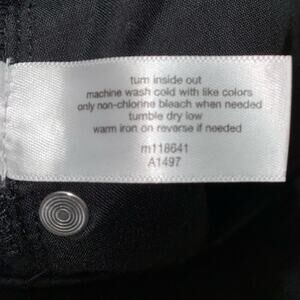 turn inside out
machine wash cold with like colors
only non-chlorine bleach when needed
tumble dry low
warm iron on reverse if needed
m118641
A1497